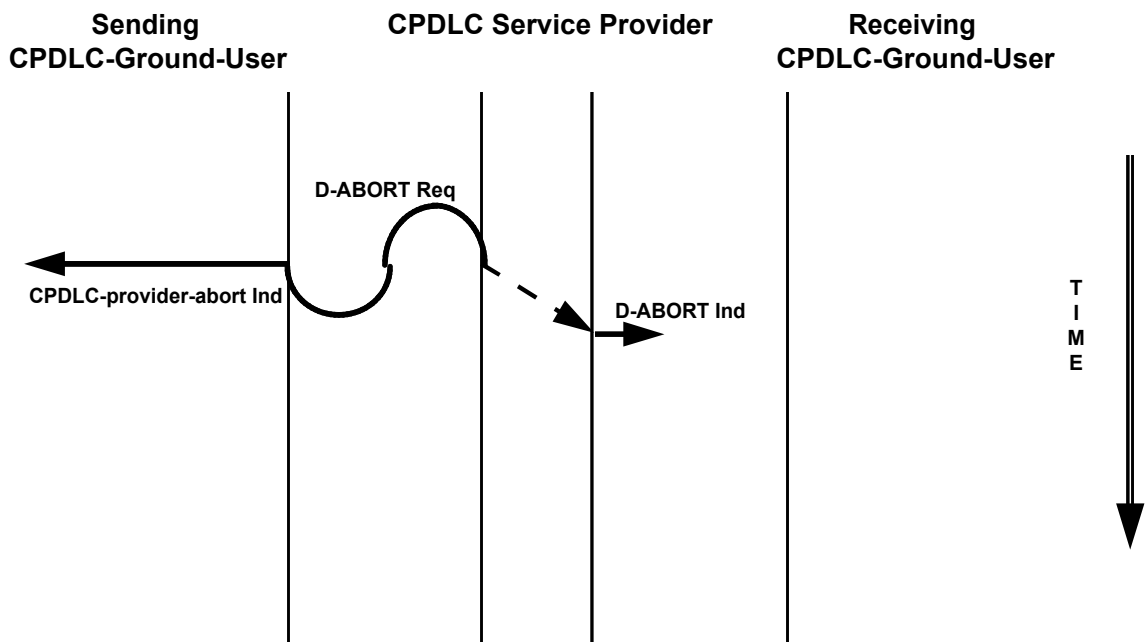 Sending
CPDLC-Ground-User
CPDLC Service Provider
Receiving
CPDLC-Ground-User
D-ABORT Req
CPDLC-provider-abort Ind
D-ABORT Ind
T
I
M
E